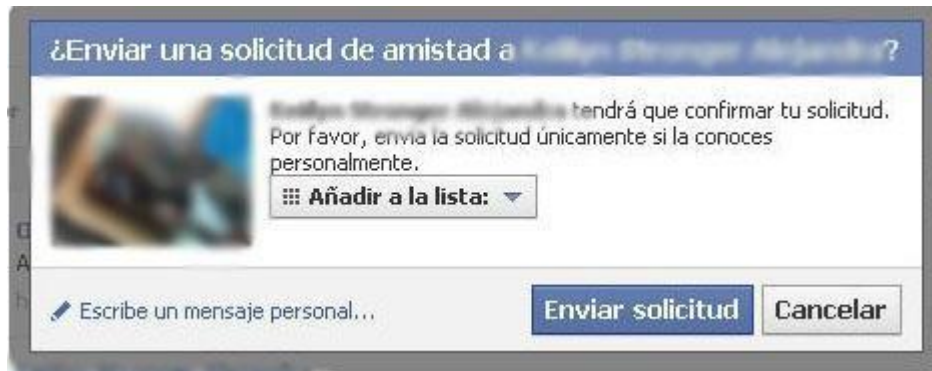 ¿Enviar una solicitud de amistad a ?
tendrá que confirmar tu solicitud.
Por favor, envía la solicitud únicamente si la conoces
personalmente.
Añadir a la lista:
Escribe un mensaje personal...
Enviar solicitud
Cancelar